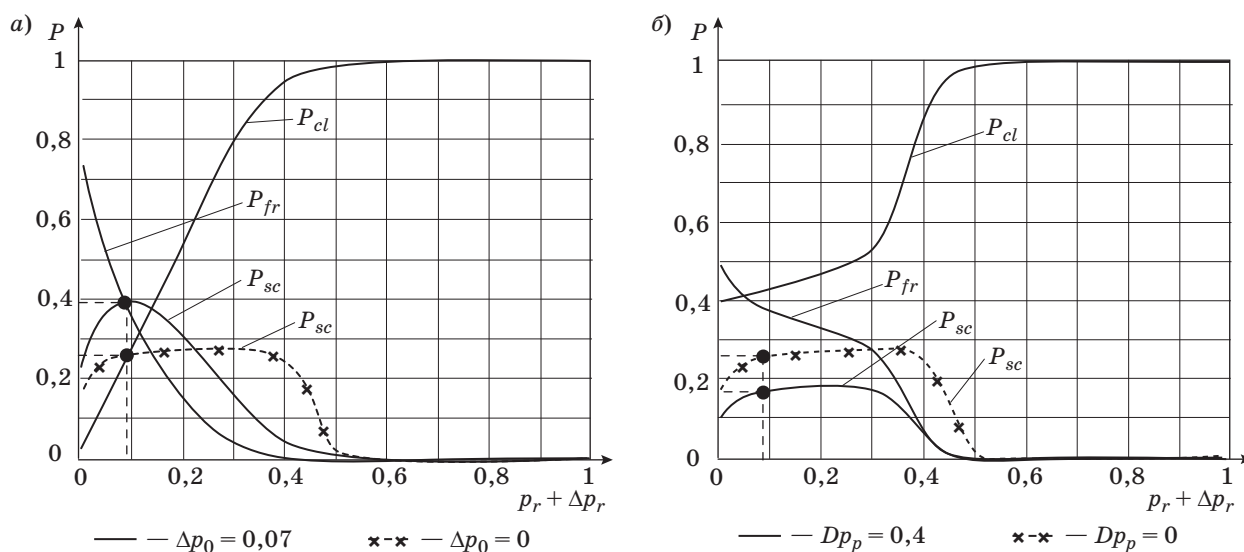 а)
P
1
0,8
0,6
0,4
0,2
0
P_cl
P_fr
P_sc
P_sc
0 0,2 0,4 0,6 0,8 1
p_r + Δp_r
— Δp_0 = 0,07
— Δp_0 = 0
б)
P
1
0,8
0,6
0,4
0,2
0
P_cl
P_fr
P_sc
P_sc
0 0,2 0,4 0,6 0,8 1
p_r + Δp_r
— Dp_p = 0,4
— Dp_p = 0